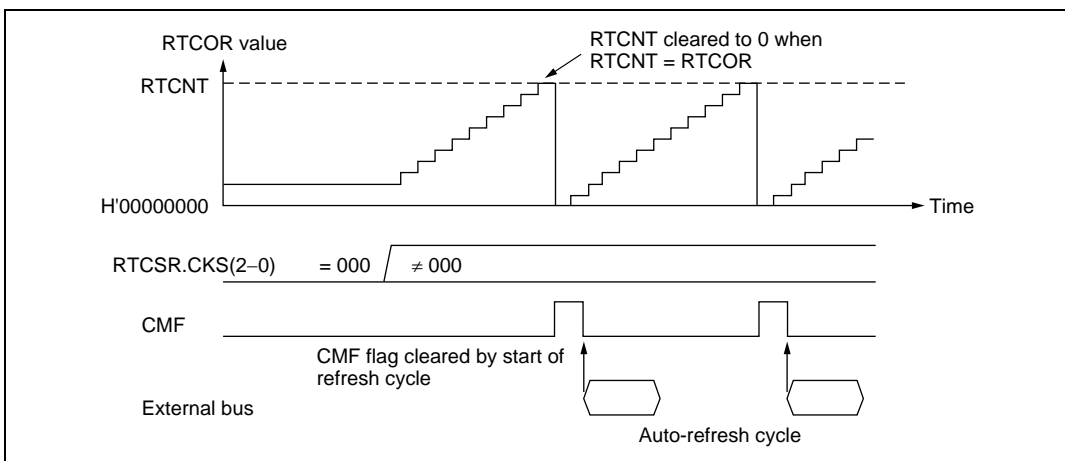 RTCOR value
RTCNT cleared to 0 when
RTCNT = RTCOR
RTCNT
H'00000000
Time
RTCSR.CKS(2−0) = 000 ≠ 000
CMF
CMF flag cleared by start of
refresh cycle
External bus
Auto-refresh cycle